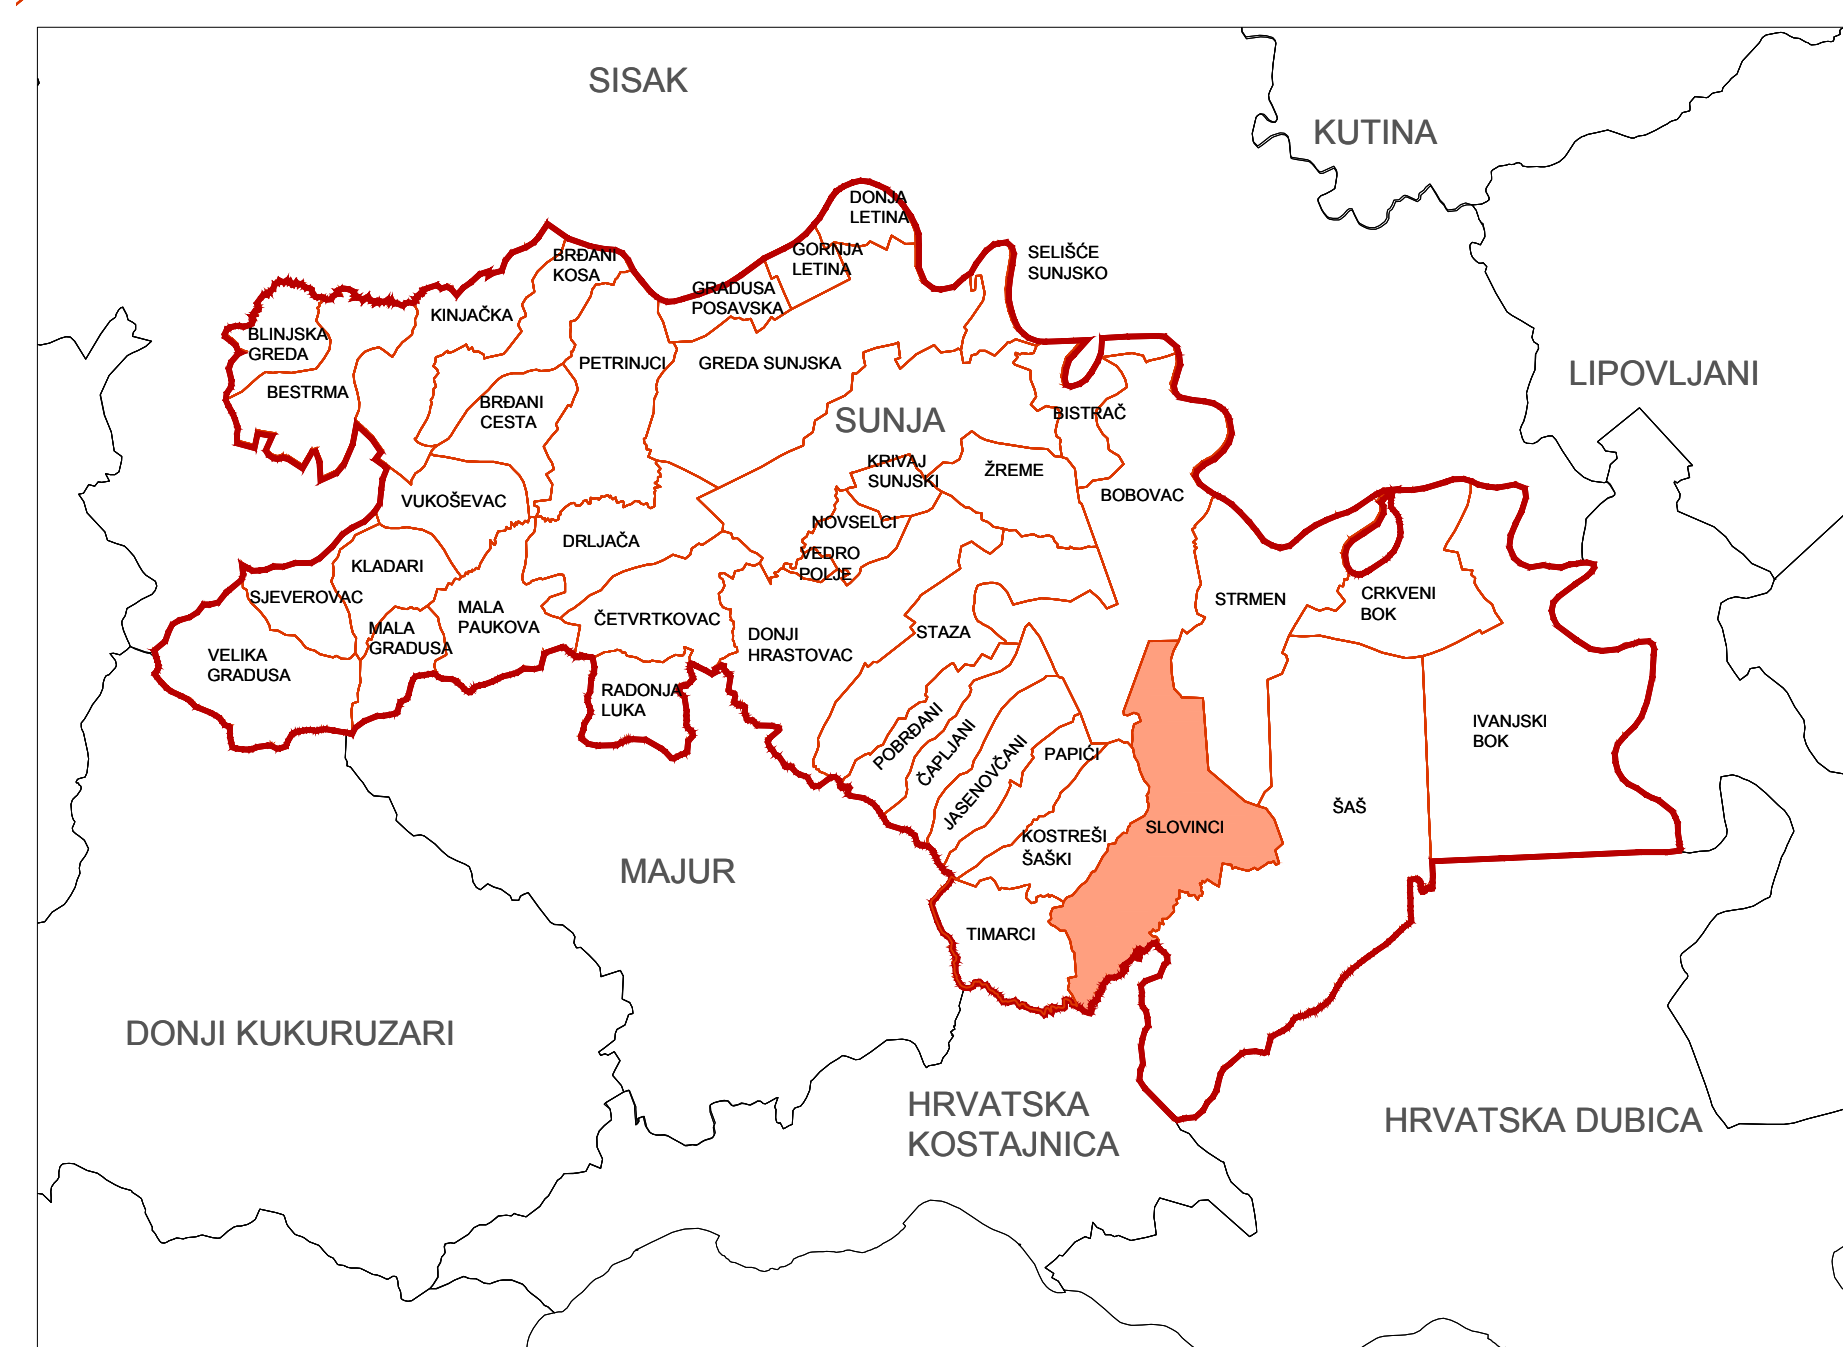 SISAK
KUTINA
DONJA
LETINA
GORNJA
LETINA
SELIŠĆE
SUNJSKO
BRĐANI
KOSA
GRADUSA
POSAVSKA
KINJAČKA
BLINJSKA
GREDA
PETRINJCI
GREDA SUNJSKA
LIPOVLJANI
BESTRMA
BRĐANI
CESTA
SUNJA
BISTRAČ
KRIVAJ
SUNJSKI
ŽREME
BOBOVAC
VUKOŠEVAC
NOVSELCI
DRLJAČA
VEDRO
POLJE
KLADARI
SJEVEROVAC
MALA
PAUKOVA
STRMEN
CRKVENI
BOK
ČETVRTKOVAC
MALA
GRADUSA
DONJI
HRASTOVAC
STAZA
VELIKA
GRADUSA
RADONJA
LUKA
POBRĐANI
ČAPLJANI
JASENOVČANI
PAPIĆI
IVANJSKI
BOK
ŠAŠ
SLOVINCI
KOSTREŠI
ŠAŠKI
MAJUR
TIMARCI
DONJI KUKURUZARI
HRVATSKA
KOSTAJNICA
HRVATSKA DUBICA